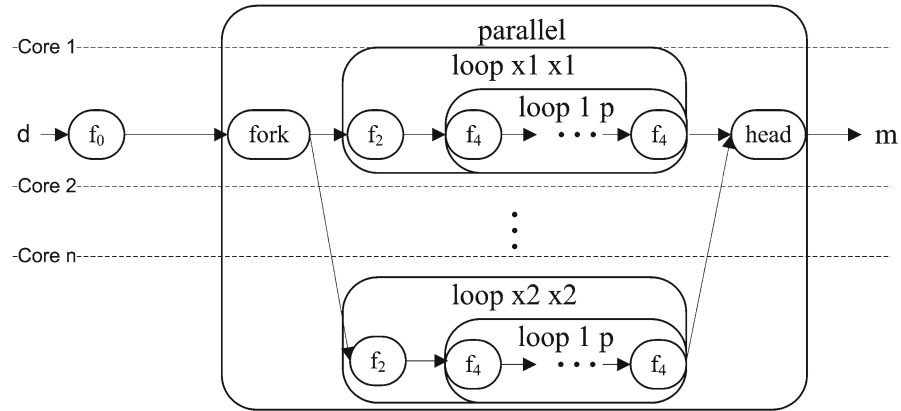 parallel
Core 1
loop x1 x1
loop 1 p
d f₀ fork f₂ f₄ ••• f₄ head m
Core 2
Core n
loop x2 x2
loop 1 p
f₂ f₄ ••• f₄